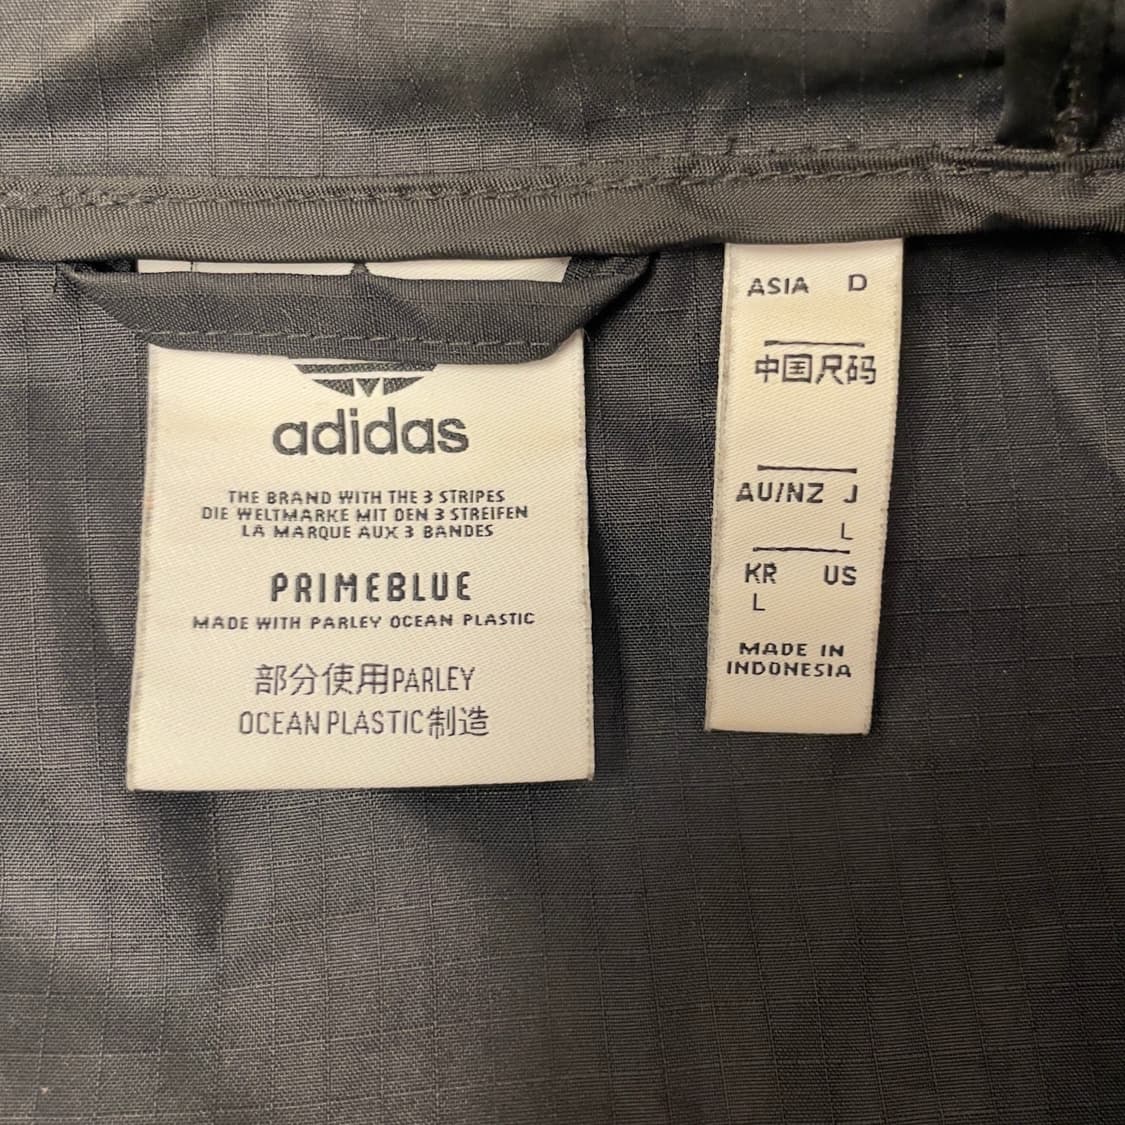 adidas
THE BRAND WITH THE 3 STRIPES
DIE WELTMARKE MIT DEN 3 STREIFEN
LA MARQUE AUX 3 BANDES
PRIMEBLUE
MADE WITH PARLEY OCEAN PLASTIC
部分使用PARLEY
OCEAN PLASTIC制造
ASIA D
中国尺码
AU/NZ J
L
KR US
L
MADE IN
INDONESIA